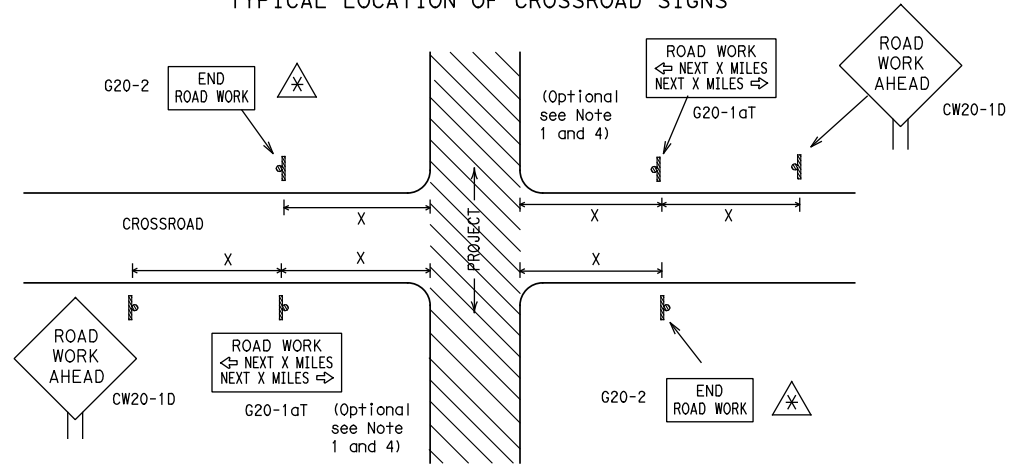 TYPICAL LOCATION OF CROSSROAD SIGNS
G20-2
END
ROAD WORK
*
(Optional
see Note
1 and 4)
ROAD WORK
⇦ NEXT X MILES
NEXT X MILES ⇨
G20-1aT
ROAD
WORK
AHEAD
CW20-1D
X
X
X
CROSSROAD
PROJECT
X
X
X
ROAD
WORK
AHEAD
CW20-1D
ROAD WORK
⇦ NEXT X MILES
NEXT X MILES ⇨
G20-1aT
(Optional
see Note
1 and 4)
G20-2
END
ROAD WORK
*